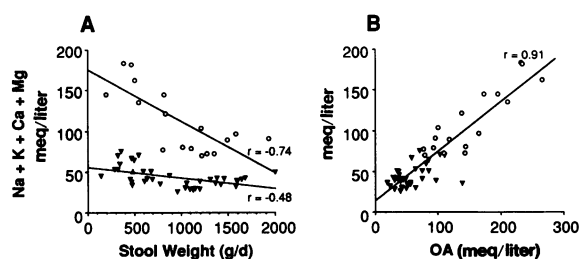 A
B
Na + K + Ca + Mg
meq/liter
200
150
100
50
0
r = -0.74
r = -0.48
0
500
1000
1500
2000
Stool Weight (g/d)
meq/liter
200
150
100
50
0
r = 0.91
0
100
200
300
OA (meq/liter)